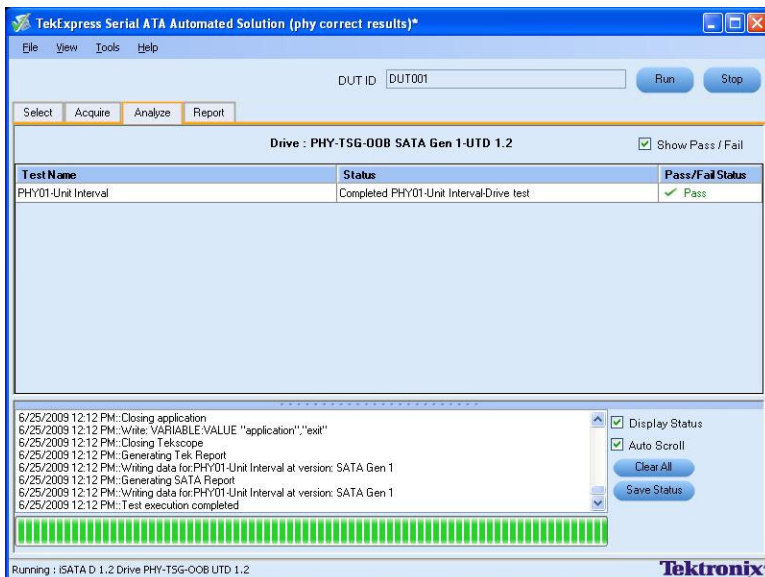 TekExpress Serial ATA Automated Solution (phy correct results)*
File View Tools Help
DUT ID DUT001 Run Stop
Select Acquire Analyze Report
Drive : PHY-TSG-OOB SATA Gen 1-UTD 1.2 Show Pass / Fail
Test Name Status Pass/Fail Status
PHY01-Unit Interval Completed PHY01-Unit Interval-Drive test Pass
6/25/2009 12:12 PM::Closing application
6/25/2009 12:12 PM::Write: VARIABLE:VALUE "application","exit"
6/25/2009 12:12 PM::Closing Tekscope
6/25/2009 12:12 PM::Generating Tek Report
6/25/2009 12:12 PM::Writing data for:PHY01-Unit Interval at version: SATA Gen 1
6/25/2009 12:12 PM::Generating SATA Report
6/25/2009 12:12 PM::Writing data for:PHY01-Unit Interval at version: SATA Gen 1
6/25/2009 12:12 PM::Test execution completed
Display Status
Auto Scroll
Clear All
Save Status
Running : iSATA D 1.2 Drive PHY-TSG-OOB UTD 1.2
Tektronix